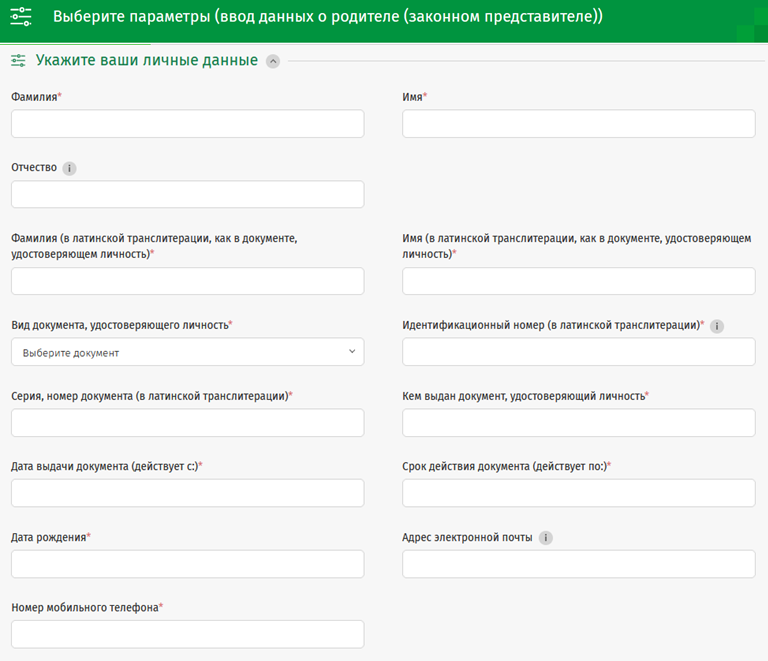 Выберите параметры (ввод данных о родителе (законном представителе))
Укажите ваши личные данные
Фамилия*
Имя*
Отчество i
Фамилия (в латинской транслитерации, как в документе,
удостоверяющем личность)*
Имя (в латинской транслитерации, как в документе, удостоверяющем
личность)*
Вид документа, удостоверяющего личность*
Выберите документ
Идентификационный номер (в латинской транслитерации)* i
Серия, номер документа (в латинской транслитерации)*
Кем выдан документ, удостоверяющий личность*
Дата выдачи документа (действует с:)*
Срок действия документа (действует по:)*
Дата рождения*
Адрес электронной почты i
Номер мобильного телефона*